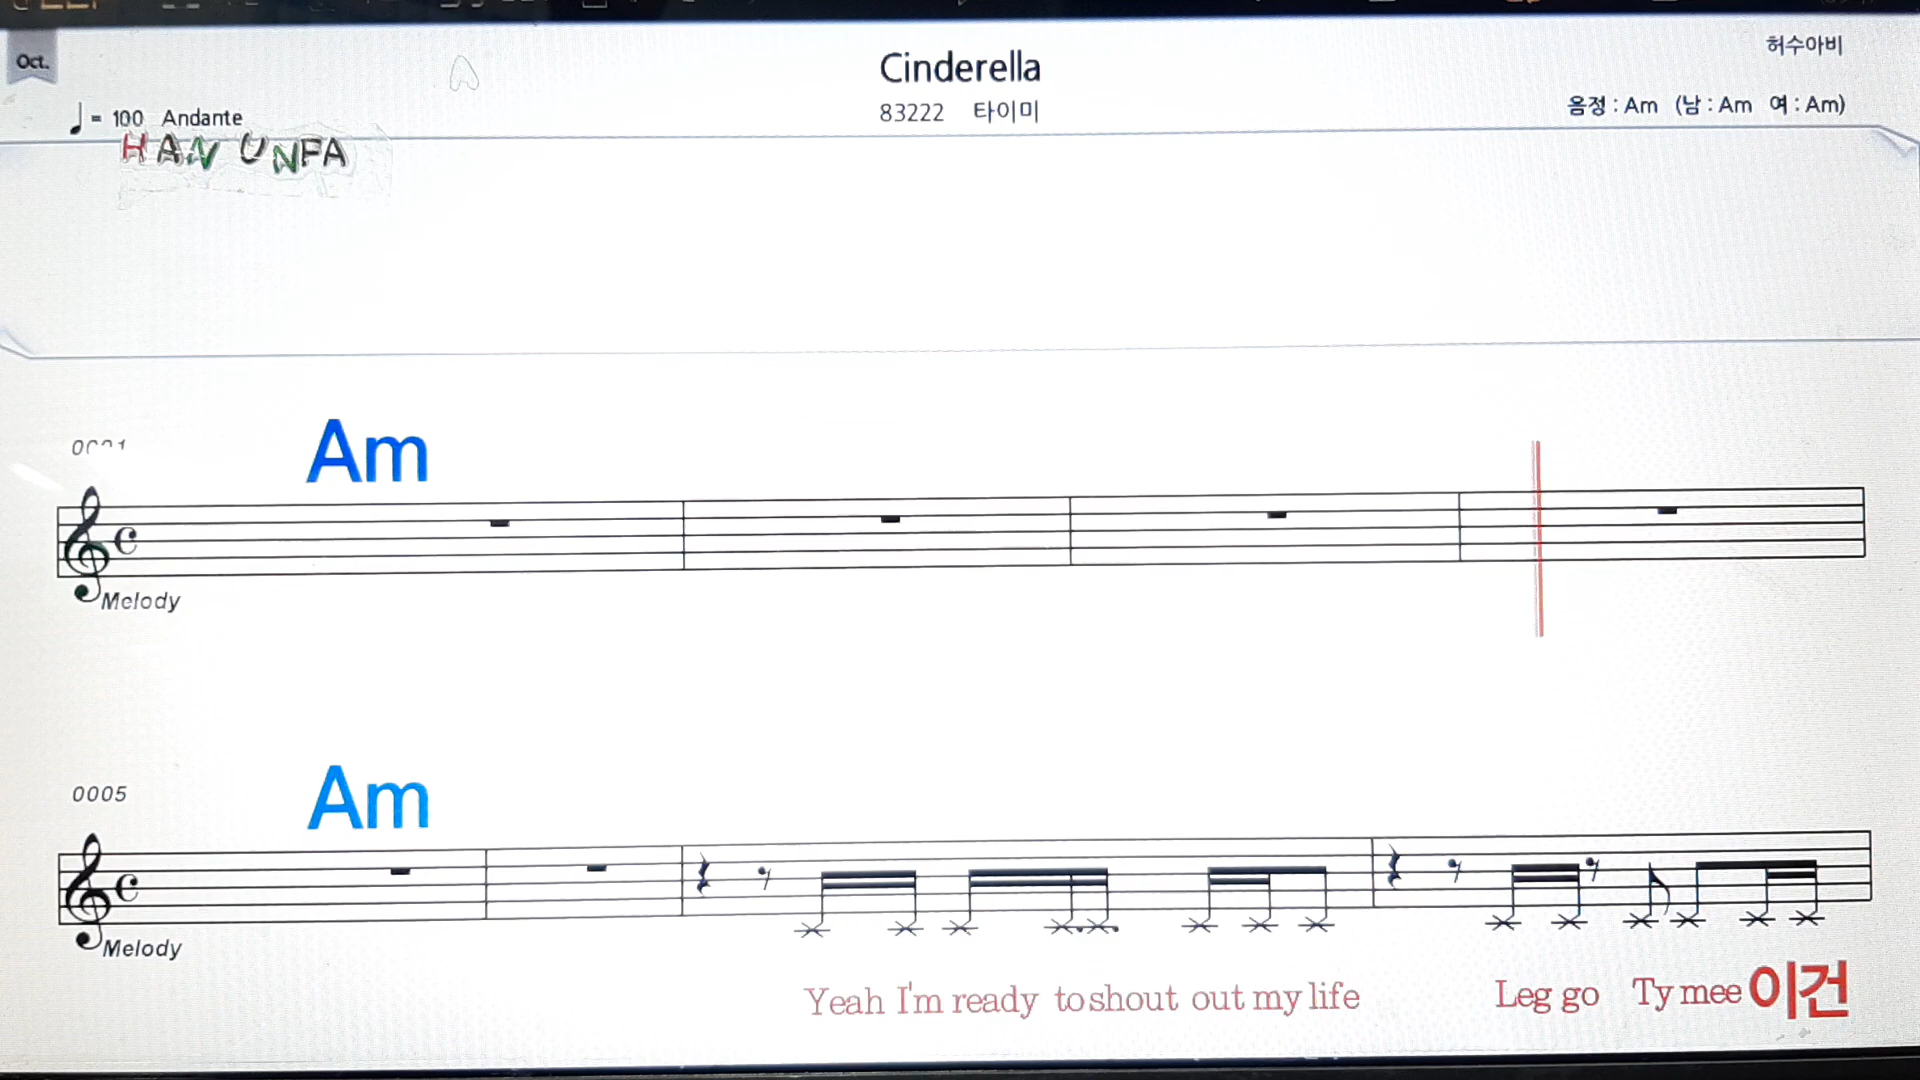 Oct.
Cinderella
허수아비
♩ = 100 Andante
83222 타이미
음정 : Am (남 : Am 여 : Am)
HAN UNFA
Am
Melody
0005
Am
Melody
Yeah I'm ready to shout out my life Leg go Ty mee 이건